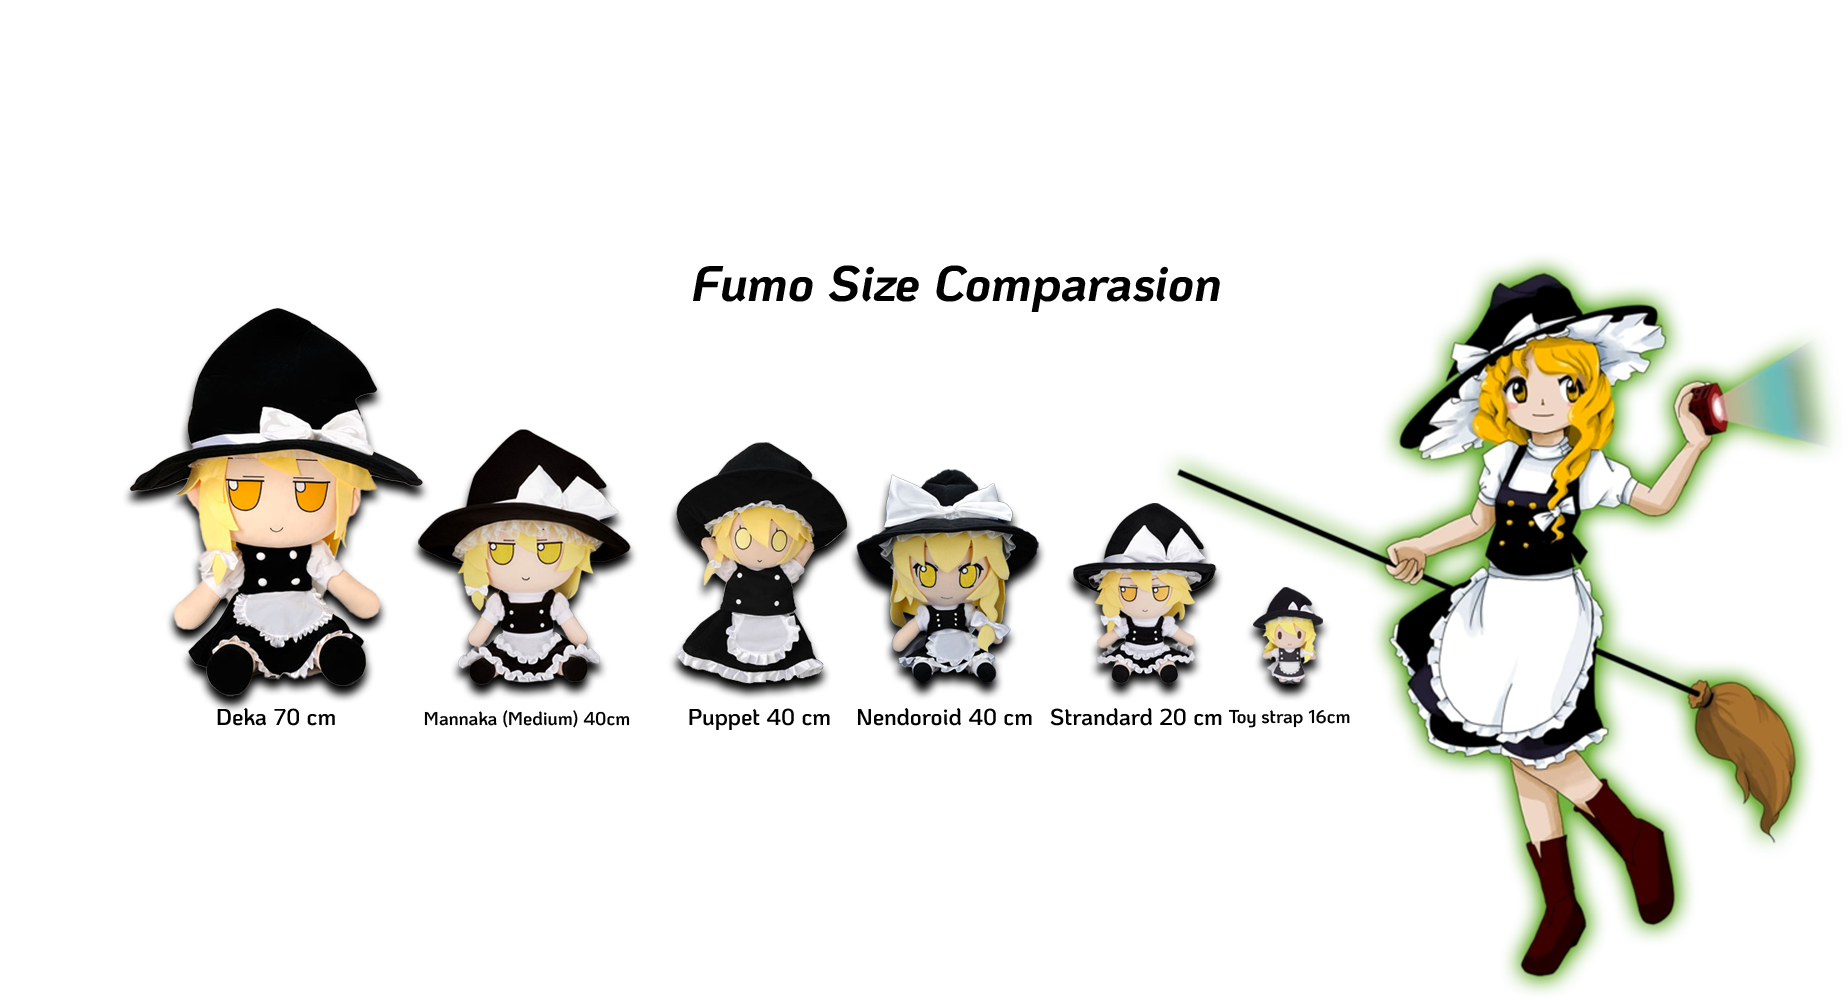 Fumo Size Comparasion
Deka 70 cm
Mannaka (Medium) 40cm
Puppet 40 cm
Nendoroid 40 cm
Strandard 20 cm
Toy strap 16cm